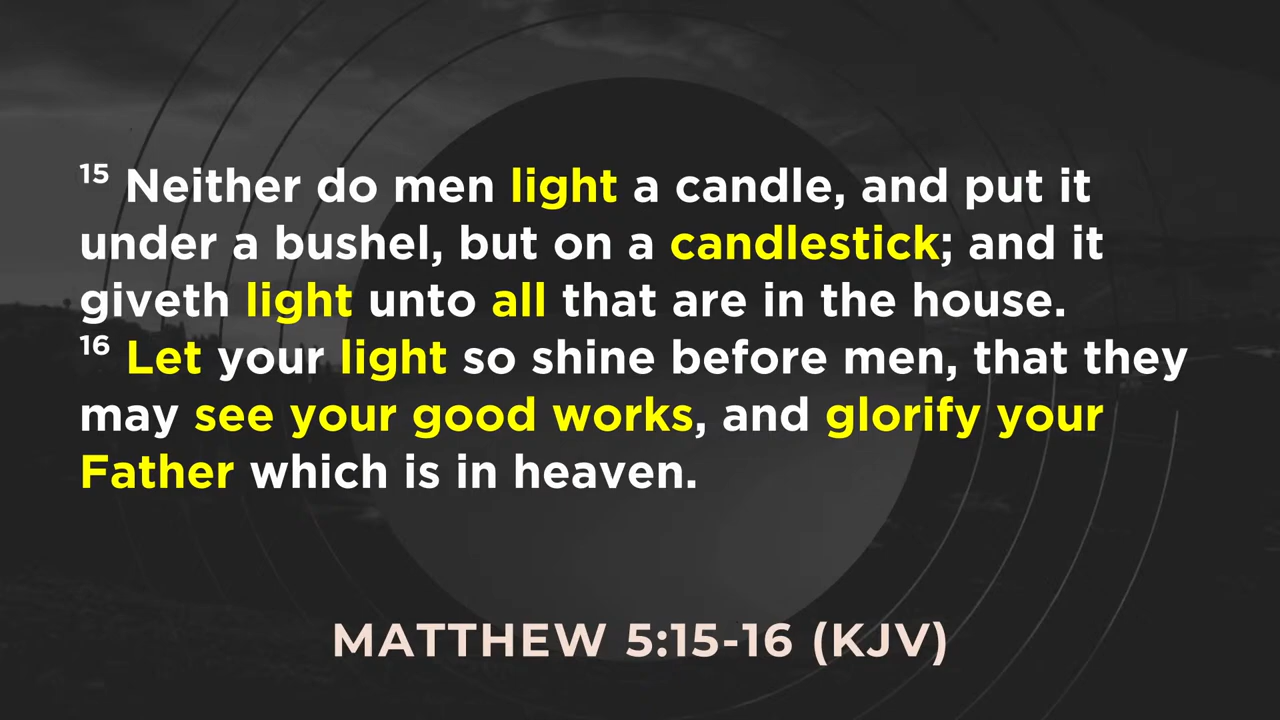 15 Neither do men light a candle, and put it
under a bushel, but on a candlestick; and it
giveth light unto all that are in the house.
16 Let your light so shine before men, that they
may see your good works, and glorify your
Father which is in heaven.
MATTHEW 5:15-16 (KJV)